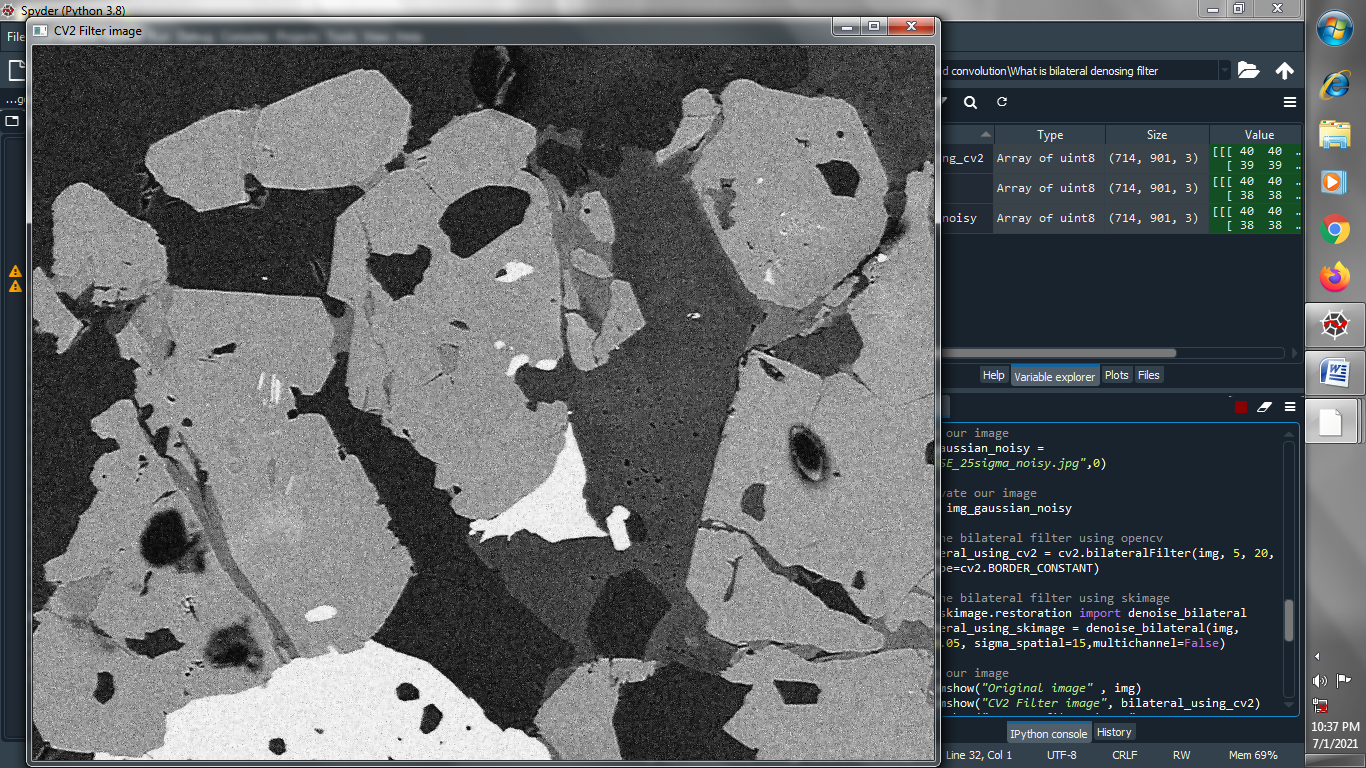 Spyder (Python 3.8)
CV2 Filter image
File
d convolution\What is bilateral denosing filter
Type Size Value
ng_cv2 Array of uint8 (714, 901, 3) [[[ 40 40 ..
[ 39 39 ..
Array of uint8 (714, 901, 3) [[[ 40 40 ..
[ 38 38 ..
noisy Array of uint8 (714, 901, 3) [[[ 40 40 ..
[ 38 38 ..
Help Variable explorer Plots Files
our image
aussian_noisy =
SE_25sigma_noisy.jpg",0)
vate our image
img_gaussian_noisy
he bilateral filter using opencv
eral_using_cv2 = cv2.bilateralFilter(img, 5, 20,
pe=cv2.BORDER_CONSTANT)
he bilateral filter using skimage
skimage.restoration import denoise_bilateral
eral_using_skimage = denoise_bilateral(img,
.05, sigma_spatial=15,multichannel=False)
our image
mshow("Original image" , img)
mshow("CV2 Filter image", bilateral_using_cv2)
IPython console History
Line 32, Col 1 UTF-8 CRLF RW Mem 69%
10:37 PM
7/1/2021